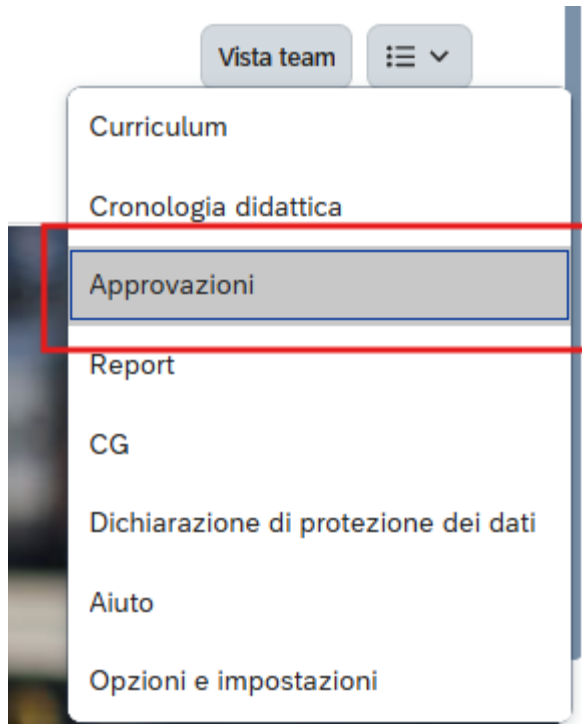 Vista team
Curriculum
Cronologia didattica
Approvazioni
Report
CG
Dichiarazione di protezione dei dati
Aiuto
Opzioni e impostazioni